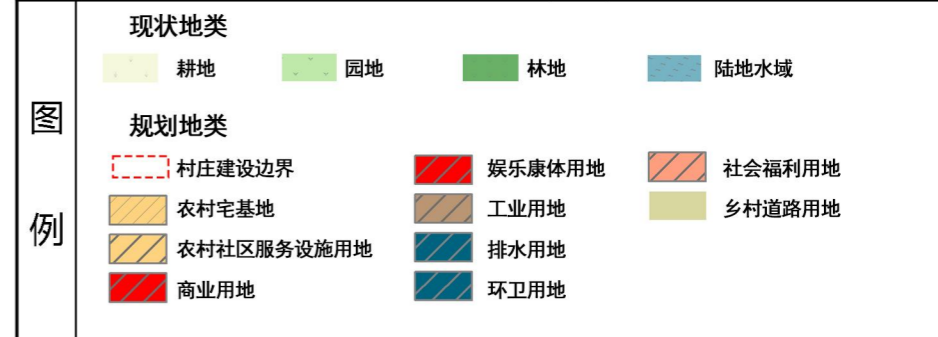 图例
现状地类
耕地 园地 林地 陆地水域
规划地类
村庄建设边界 娱乐康体用地 社会福利用地
农村宅基地 工业用地 乡村道路用地
农村社区服务设施用地 排水用地
商业用地 环卫用地